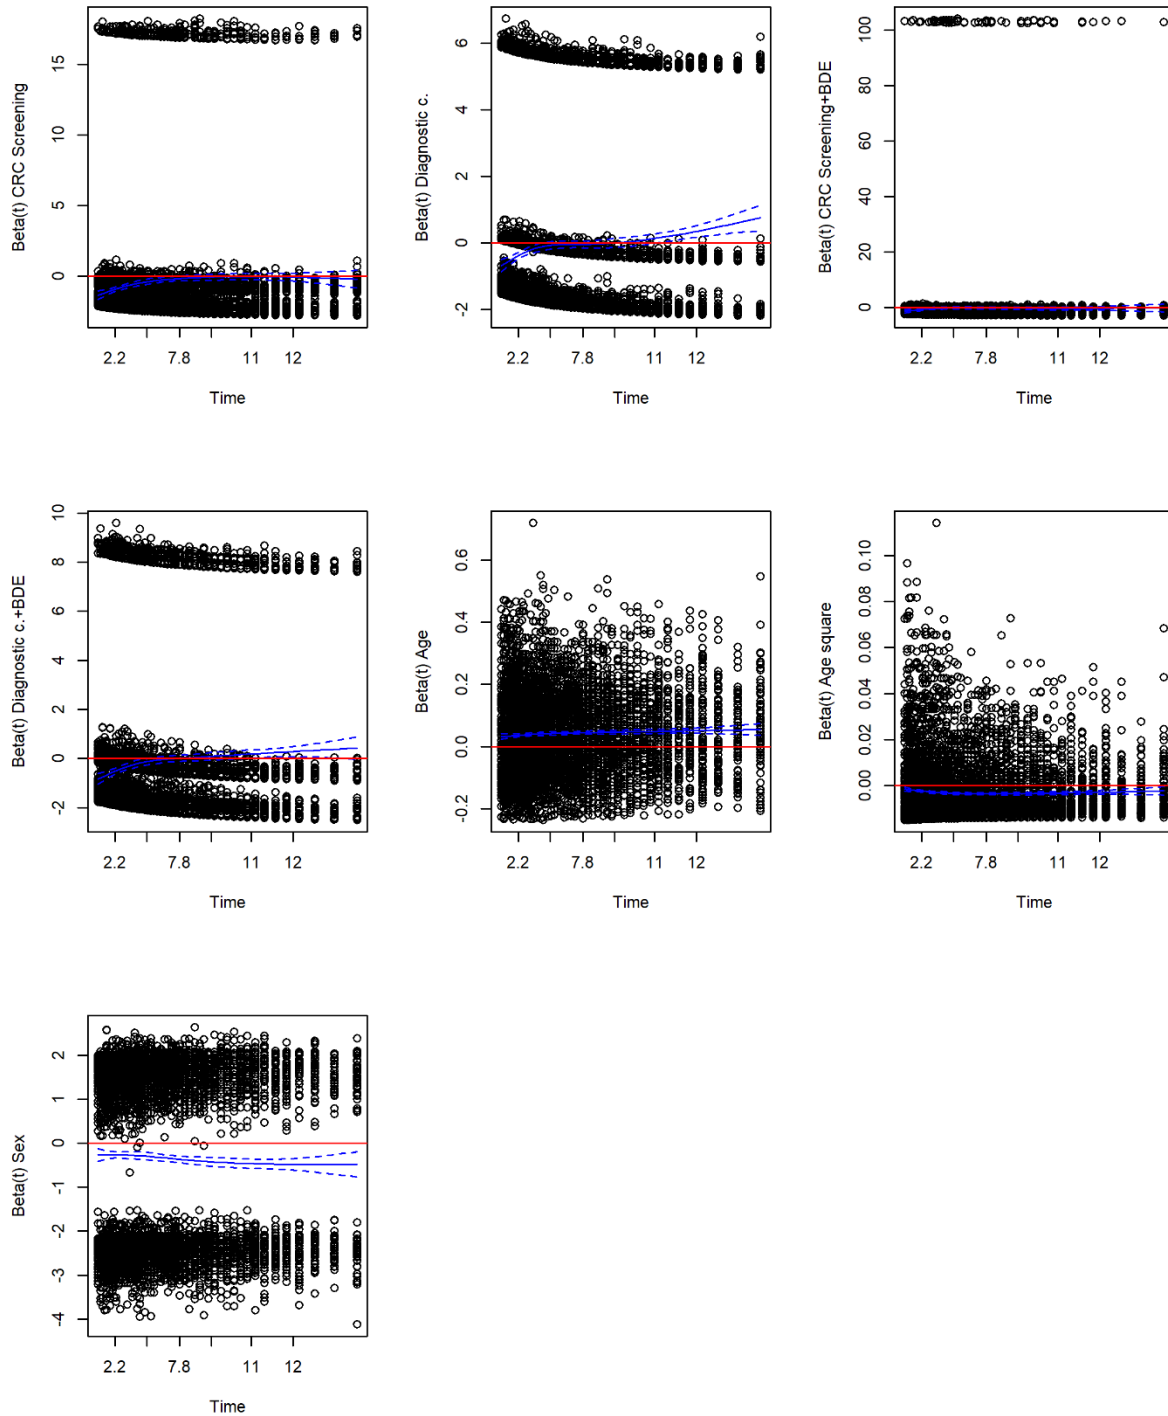 Beta(t) CRC Screening
15
10
5
0
2.2 7.8 11 12
Time
Beta(t) Diagnostic c.
6
4
2
0
-2
2.2 7.8 11 12
Time
Beta(t) CRC Screening+BDE
100
80
60
40
20
0
2.2 7.8 11 12
Time
Beta(t) Diagnostic c.+BDE
10
8
6
4
2
0
-2
2.2 7.8 11 12
Time
Beta(t) Age
0.6
0.4
0.2
0.0
-0.2
2.2 7.8 11 12
Time
Beta(t) Age square
0.10
0.08
0.06
0.04
0.02
0.00
2.2 7.8 11 12
Time
Beta(t) Sex
2
1
0
-1
-2
-3
-4
2.2 7.8 11 12
Time